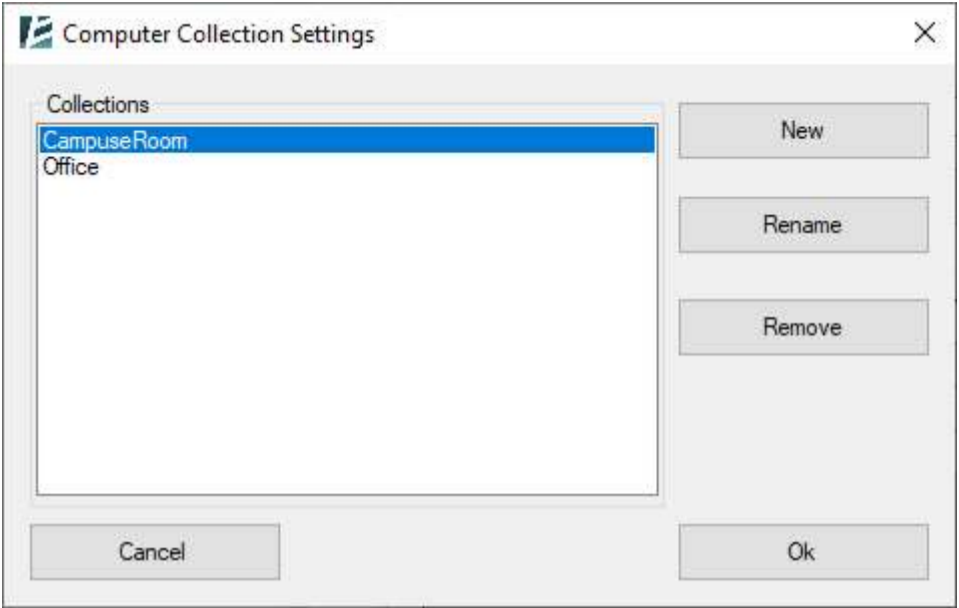 Computer Collection Settings
Collections
CampuseRoom
Office
New
Rename
Remove
Cancel
Ok